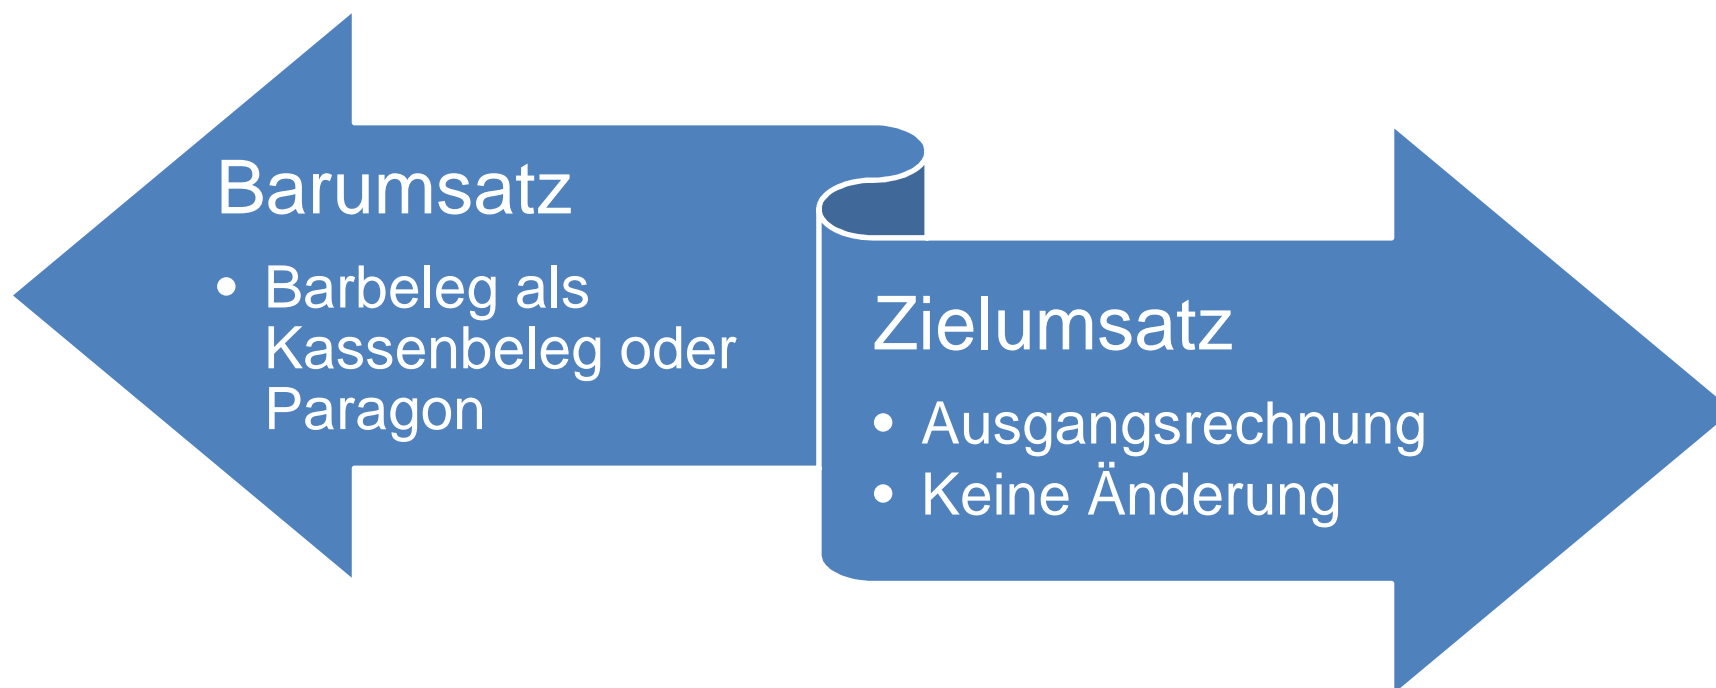 Barumsatz
• Barbeleg als
Kassenbeleg oder
Paragon
Zielumsatz
• Ausgangsrechnung
• Keine Änderung